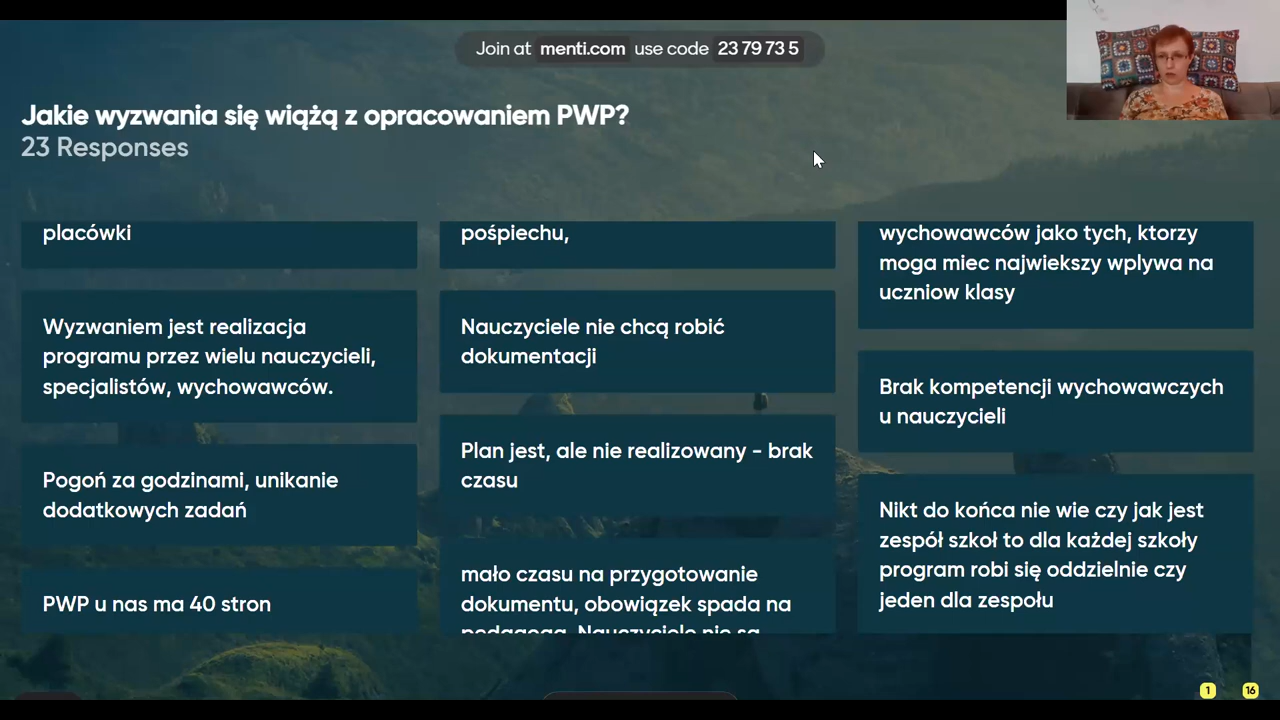 Join at menti.com use code 23 79 73 5
Jakie wyzwania się wiążą z opracowaniem PWP?
23 Responses
placówki
Wyzwaniem jest realizacja
programu przez wielu nauczycieli,
specjalistów, wychowawców.
Pogoń za godzinami, unikanie
dodatkowych zadań
PWP u nas ma 40 stron
pośpiechu,
Nauczyciele nie chcą robić
dokumentacji
Plan jest, ale nie realizowany - brak
czasu
mało czasu na przygotowanie
dokumentu, obowiązek spada na
pedagoga. Nauczyciele nie są
wychowawców jako tych, ktorzy
moga miec najwiekszy wplywa na
uczniow klasy
Brak kompetencji wychowawczych
u nauczycieli
Nikt do końca nie wie czy jak jest
zespół szkoł to dla każdej szkoły
program robi się oddzielnie czy
jeden dla zespołu
1
16